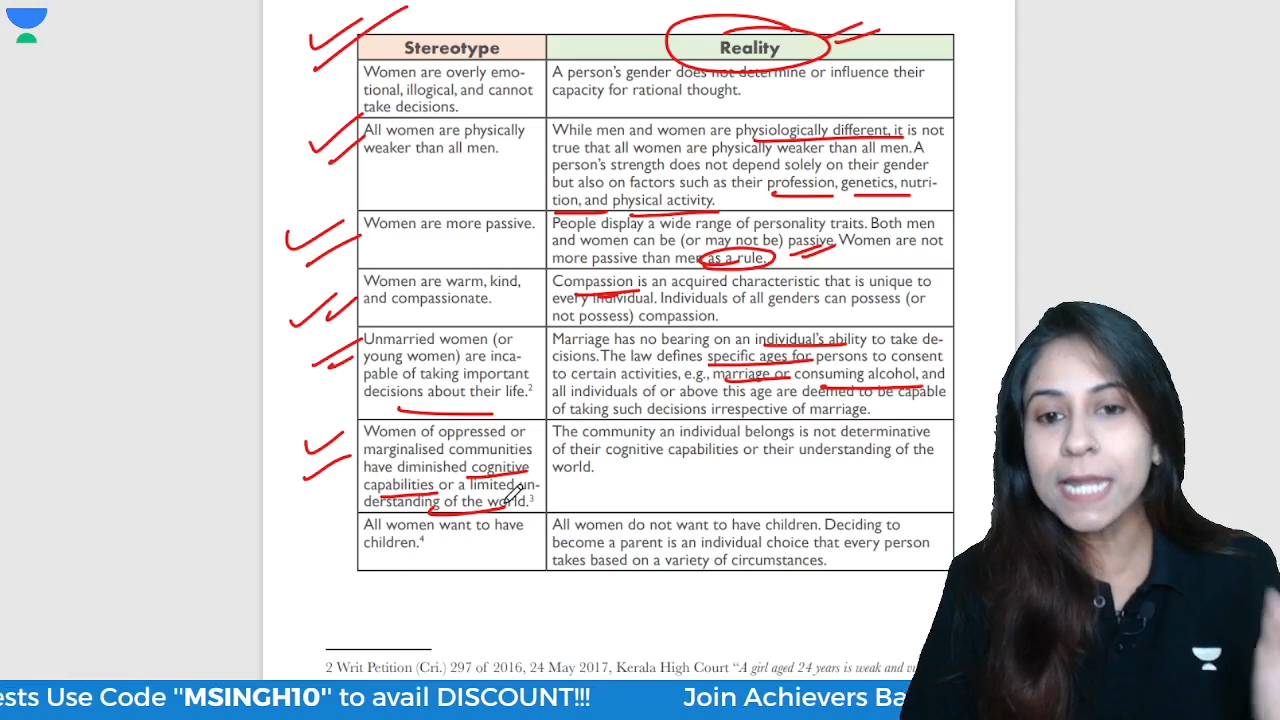 Stereotype
Reality
Women are overly emo-
tional, illogical, and cannot
take decisions.
A person's gender does not determine or influence their
capacity for rational thought.
All women are physically
weaker than all men.
While men and women are physiologically different, it is not
true that all women are physically weaker than all men. A
person's strength does not depend solely on their gender
but also on factors such as their profession, genetics, nutri-
tion, and physical activity.
Women are more passive.
People display a wide range of personality traits. Both men
and women can be (or may not be) passive. Women are not
more passive than men as a rule.
Women are warm, kind,
and compassionate.
Compassion is an acquired characteristic that is unique to
every individual. Individuals of all genders can possess (or
not possess) compassion.
Unmarried women (or
young women) are inca-
pable of taking important
decisions about their life.²
Marriage has no bearing on an individual's ability to take de-
cisions. The law defines specific ages for persons to consent
to certain activities, e.g., marriage or consuming alcohol, and
all individuals of or above this age are deemed to be capable
of taking such decisions irrespective of marriage.
Women of oppressed or
marginalised communities
have diminished cognitive
capabilities or a limited un-
derstanding of the world.³
The community an individual belongs is not determinative
of their cognitive capabilities or their understanding of the
world.
All women want to have
children.⁴
All women do not want to have children. Deciding to
become a parent is an individual choice that every person
takes based on a variety of circumstances.
2 Writ Petition (Cri.) 297 of 2016, 24 May 2017, Kerala High Court “A girl aged 24 years is weak and
ests Use Code "MSINGH10" to avail DISCOUNT!!!
Join Achievers Ba